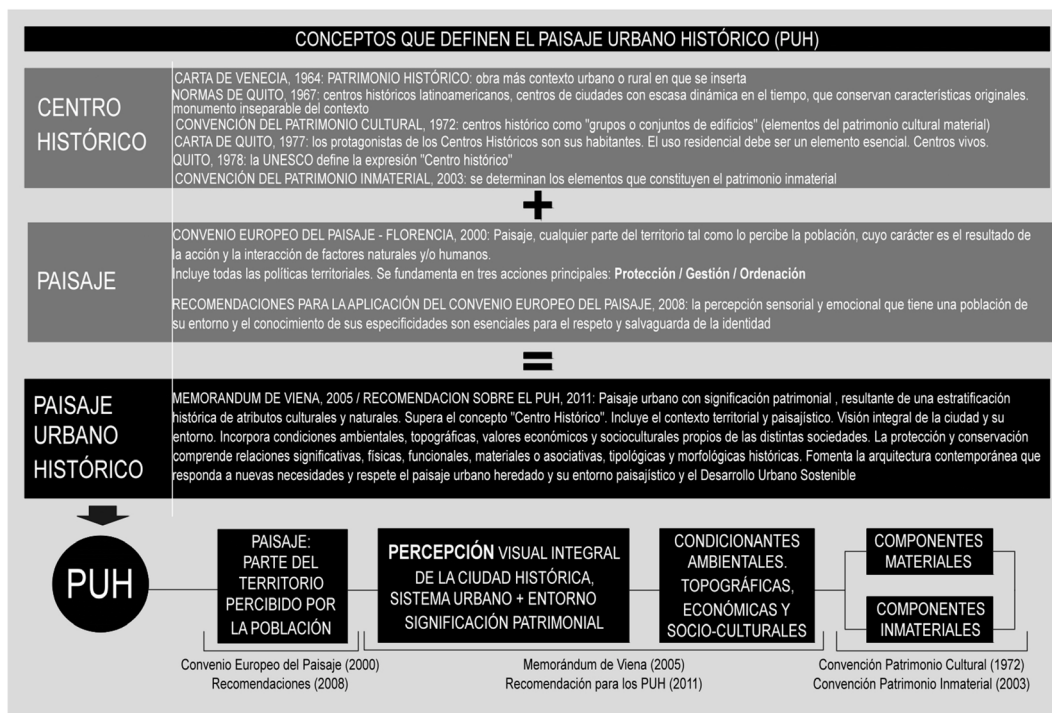 CONCEPTOS QUE DEFINEN EL PAISAJE URBANO HISTÓRICO (PUH)
CENTRO
HISTÓRICO
CARTA DE VENECIA, 1964: PATRIMONIO HISTÓRICO: obra más contexto urbano o rural en que se inserta
NORMAS DE QUITO, 1967: centros históricos latinoamericanos, centros de ciudades con escasa dinámica en el tiempo, que conservan características originales.
monumento inseparable del contexto
CONVENCIÓN DEL PATRIMONIO CULTURAL, 1972: centros histórico como "grupos o conjuntos de edificios" (elementos del patrimonio cultural material)
CARTA DE QUITO, 1977: los protagonistas de los Centros Históricos son sus habitantes. El uso residencial debe ser un elemento esencial. Centros vivos.
QUITO, 1978: la UNESCO define la expresión "Centro histórico"
CONVENCIÓN DEL PATRIMONIO INMATERIAL, 2003: se determinan los elementos que constituyen el patrimonio inmaterial
+
PAISAJE
CONVENIO EUROPEO DEL PAISAJE - FLORENCIA, 2000: Paisaje, cualquier parte del territorio tal como lo percibe la población, cuyo carácter es el resultado de
la acción y la interacción de factores naturales y/o humanos.
Incluye todas las políticas territoriales. Se fundamenta en tres acciones principales: Protección / Gestión / Ordenación
RECOMENDACIONES PARA LA APLICACIÓN DEL CONVENIO EUROPEO DEL PAISAJE, 2008: la percepción sensorial y emocional que tiene una población de
su entorno y el conocimiento de sus especificidades son esenciales para el respeto y salvaguarda de la identidad
=
PAISAJE
URBANO
HISTÓRICO
MEMORANDUM DE VIENA, 2005 / RECOMENDACION SOBRE EL PUH, 2011: Paisaje urbano con significación patrimonial , resultante de una estratificación
histórica de atributos culturales y naturales. Supera el concepto "Centro Histórico". Incluye el contexto territorial y paisajístico. Visión integral de la ciudad y su
entorno. Incorpora condiciones ambientales, topográficas, valores económicos y socioculturales propios de las distintas sociedades. La protección y conservación
comprende relaciones significativas, físicas, funcionales, materiales o asociativas, tipológicas y morfológicas históricas. Fomenta la arquitectura contemporánea que
responda a nuevas necesidades y respete el paisaje urbano heredado y su entorno paisajístico y el Desarrollo Urbano Sostenible
PUH
PAISAJE:
PARTE DEL
TERRITORIO
PERCIBIDO POR
LA POBLACIÓN
PERCEPCIÓN VISUAL INTEGRAL
DE LA CIUDAD HISTÓRICA,
SISTEMA URBANO + ENTORNO
SIGNIFICACIÓN PATRIMONIAL
CONDICIONANTES
AMBIENTALES.
TOPOGRÁFICAS,
ECONÓMICAS Y
SOCIO-CULTURALES
COMPONENTES
MATERIALES
COMPONENTES
INMATERIALES
Convenio Europeo del Paisaje (2000)
Recomendaciones (2008)
Memorándum de Viena (2005)
Recomendación para los PUH (2011)
Convención Patrimonio Cultural (1972)
Convención Patrimonio Inmaterial (2003)